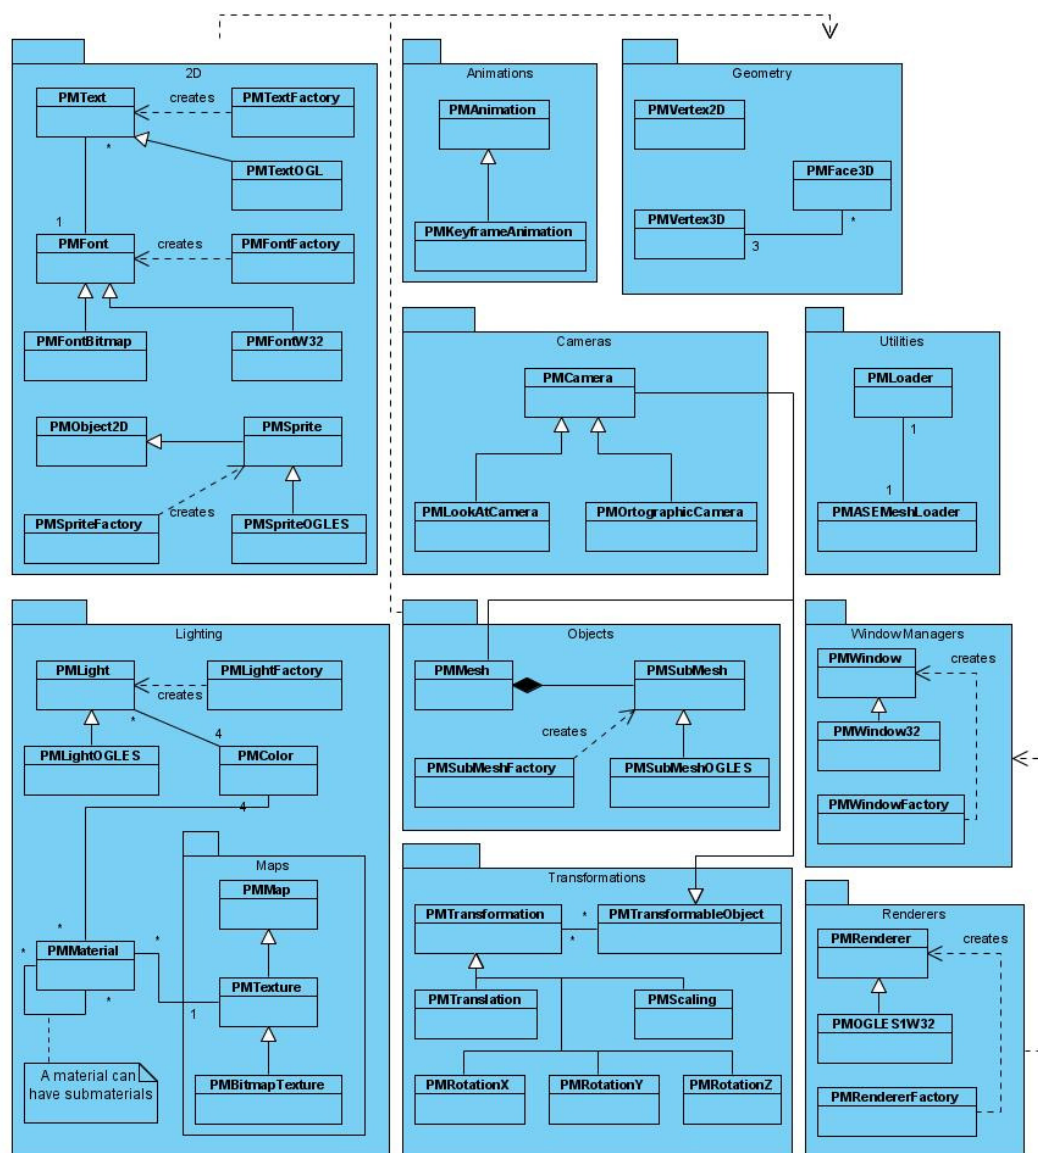 2D
PMText
creates
PMTextFactory
*
PMTextOGL
1
PMFont
creates
PMFontFactory
PMFontBitmap
PMFontW32
PMObject2D
PMSprite
PMSpriteFactory
creates
PMSpriteOGLES
Animations
PMAnimation
PMKeyframeAnimation
Geometry
PMVertex2D
PMFace3D
PMVertex3D
*
3
Cameras
PMCamera
PMLookAtCamera
PMOrtographicCamera
Utilities
PMLoader
1
1
PMASEMeshLoader
Lighting
PMLight
PMLightFactory
creates
*
4
PMLightOGLES
PMColor
4
Maps
PMMap
*
PMMaterial
*
*
*
PMTexture
1
A material can
have submaterials
PMBitmapTexture
Objects
PMMesh
PMSubMesh
creates
PMSubMeshFactory
PMSubMeshOGLES
WindowManagers
PMWindow
creates
PMWindow32
PMWindowFactory
Transformations
PMTransformation
*
*
PMTransformableObject
PMTranslation
PMScaling
PMRotationX
PMRotationY
PMRotationZ
Renderers
PMRenderer
creates
PMOGLES1W32
PMRendererFactory